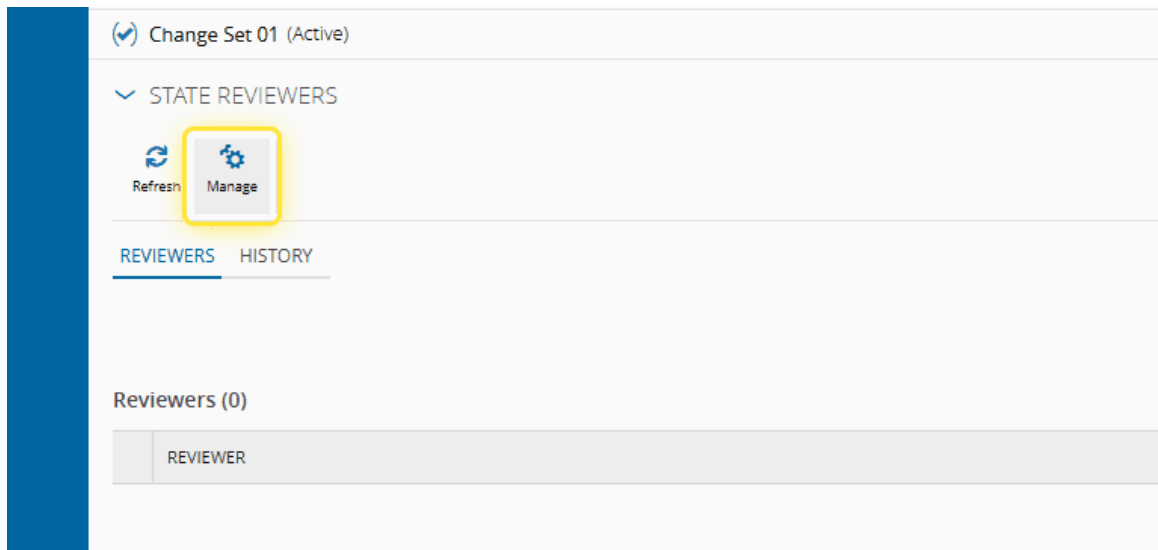 Change Set 01 (Active)
STATE REVIEWERS
Refresh Manage
REVIEWERS HISTORY
Reviewers (0)
REVIEWER